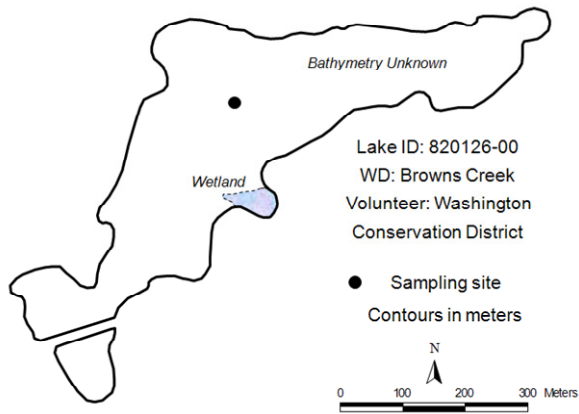 Bathymetry Unknown
Wetland
Lake ID: 820126-00
WD: Browns Creek
Volunteer: Washington
Conservation District
Sampling site
Contours in meters
N
0 100 200 300 Meters